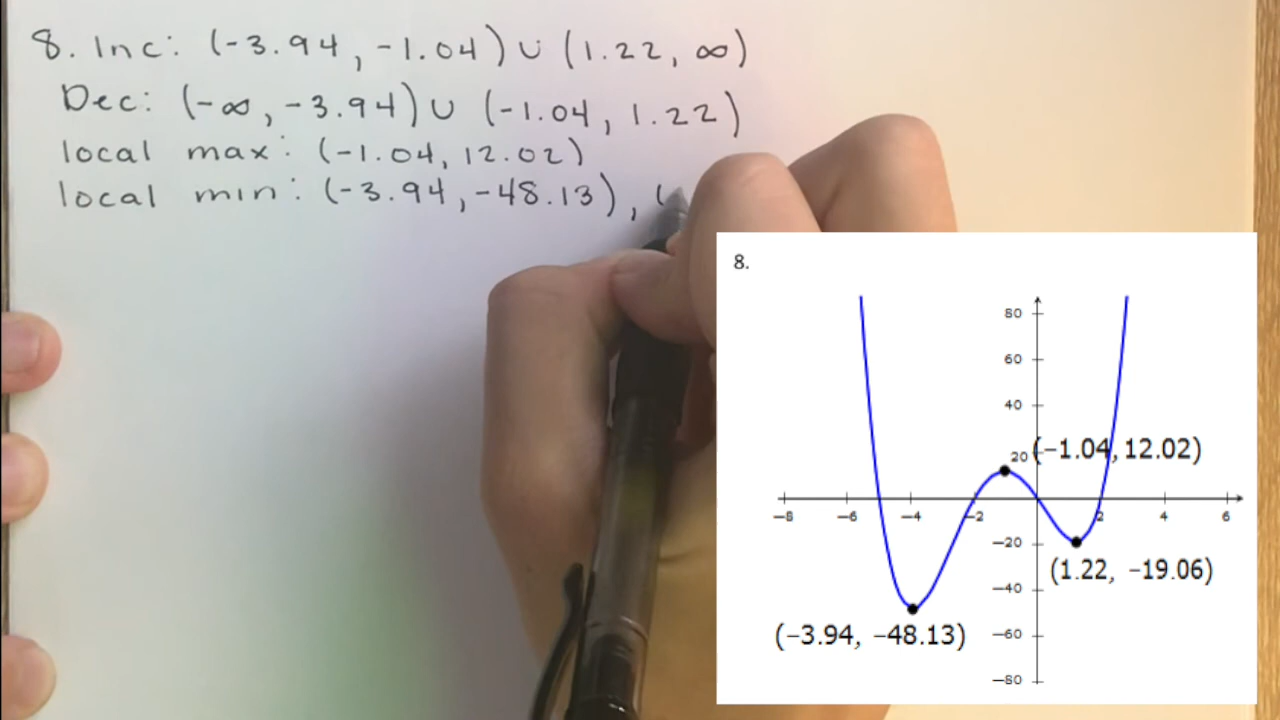 8. Inc: (-3.94, -1.04) ∪ (1.22, ∞)
Dec: (-∞, -3.94) ∪ (-1.04, 1.22)
local max: (-1.04, 12.02)
local min: (-3.94, -48.13), (
8.
80
60
40
20
(−1.04, 12.02)
−8 −6 −4 −2 2 4 6
−20
(1.22, −19.06)
−40
(−3.94, −48.13)
−60
−80